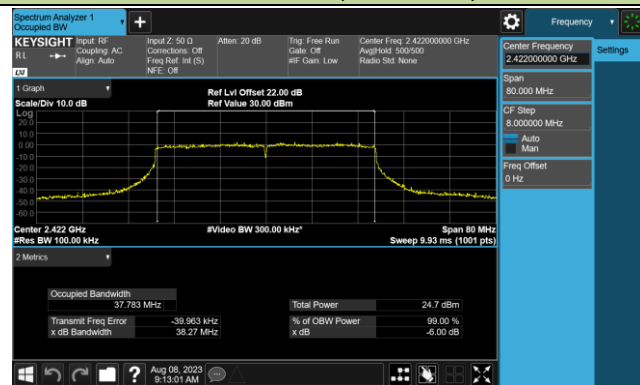 Spectrum Analyzer 1
Occupied BW
+
Frequency
KEYSIGHT
R L
LXI
Input: RF
Coupling: AC
Align: Auto
Input Z: 50 Ω
Corrections: Off
Freq Ref: Int (S)
NFE: Off
Atten: 20 dB
Trig: Free Run
Gate: Off
#IF Gain: Low
Center Freq: 2.422000000 GHz
Avg|Hold: 500/500
Radio Std: None
Center Frequency
2.422000000 GHz
Settings
Span
80.000 MHz
CF Step
8.000000 MHz
Auto
Man
Freq Offset
0 Hz
1 Graph
Scale/Div 10.0 dB
Ref Lvl Offset 22.00 dB
Ref Value 30.00 dBm
Log
20.0
10.0
0.00
-10.0
-20.0
-30.0
-40.0
-50.0
-60.0
Center 2.422 GHz
#Res BW 100.00 kHz
#Video BW 300.00 kHz*
Span 80 MHz
Sweep 9.93 ms (1001 pts)
2 Metrics
Occupied Bandwidth
37.783 MHz
Total Power 24.7 dBm
Transmit Freq Error -39.963 kHz
% of OBW Power 99.00 %
x dB Bandwidth 38.27 MHz
x dB -6.00 dB
?
Aug 08, 2023
9:13:01 AM